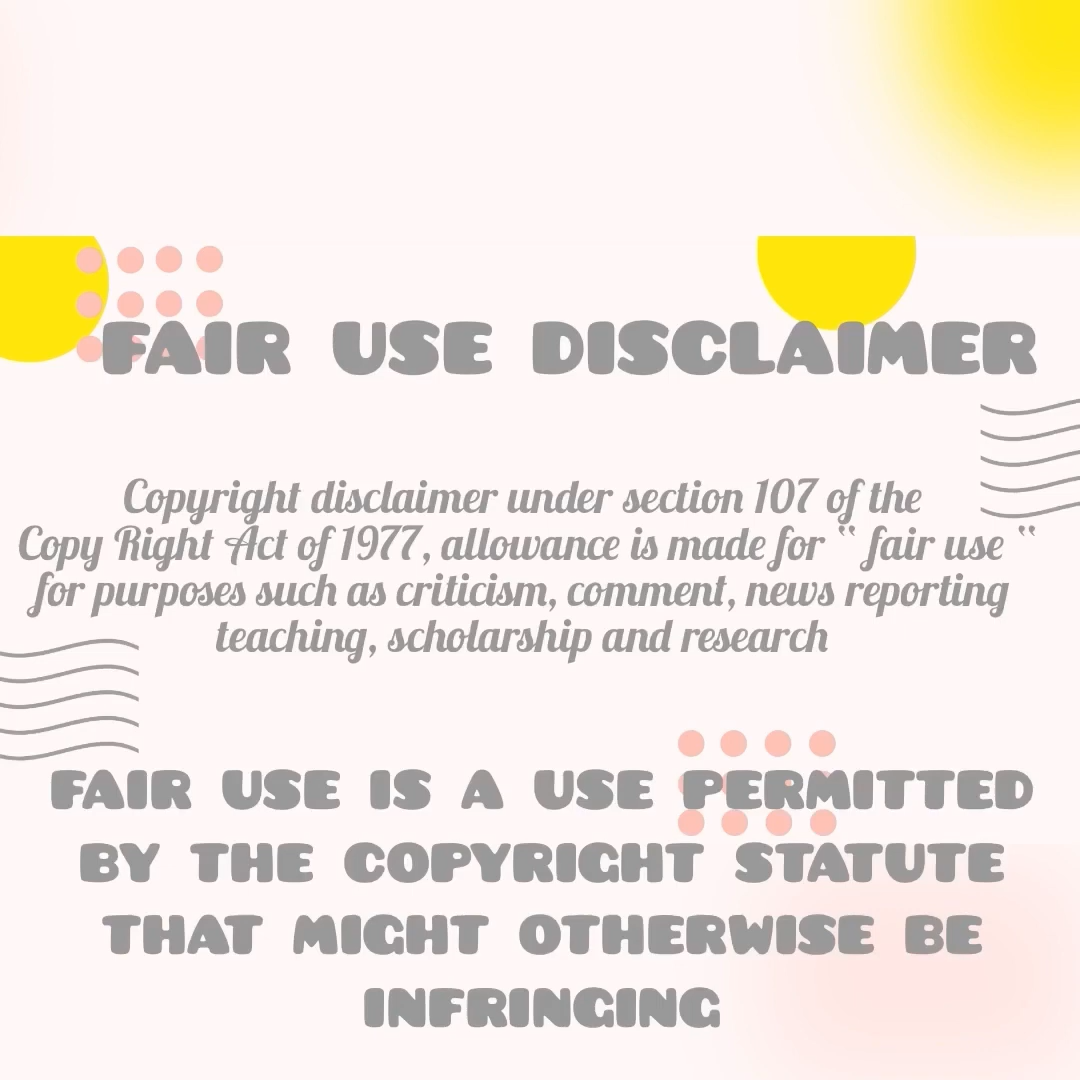 FAIR USE DISCLAIMER
Copyright disclaimer under section 107 of the
Copy Right Act of 1977, allowance is made for “ fair use “
for purposes such as criticism, comment, news reporting
teaching, scholarship and research
FAIR USE IS A USE PERMITTED
BY THE COPYRIGHT STATUTE
THAT MIGHT OTHERWISE BE
INFRINGING